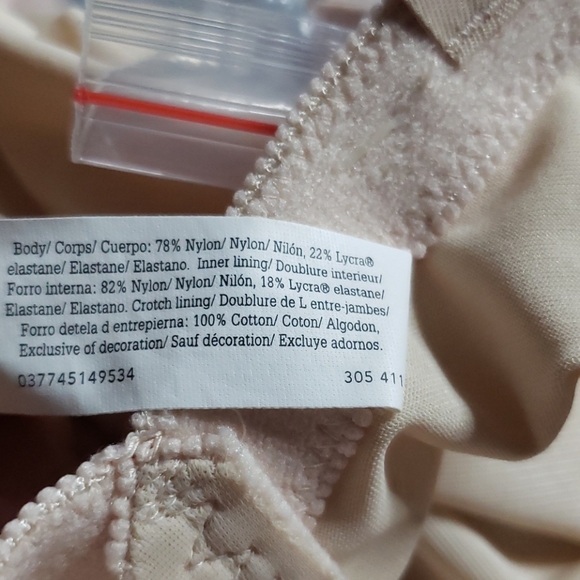 Body/ Corps/ Cuerpo: 78% Nylon/ Nylon/ Nilón, 22% Lycra®
elastane/ Elastane/ Elastano. Inner lining/ Doublure interieur/
Forro interna: 82% Nylon/ Nylon/ Nilón, 18% Lycra® elastane/
Elastane/ Elastano. Crotch lining/ Doublure de L entre-jambes/
Forro detela d entrepierna: 100% Cotton/ Coton/ Algodon,
Exclusive of decoration/ Sauf décoration/ Excluye adornos.
037745149534 305 411